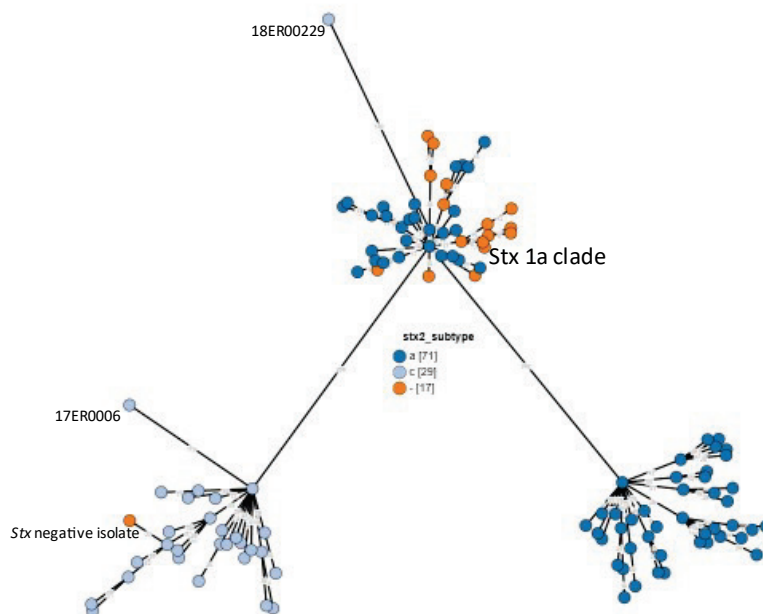 18ER00229
Stx 1a clade
stx2_subtype
a [71]
c [29]
- [17]
17ER0006
Stx negative isolate